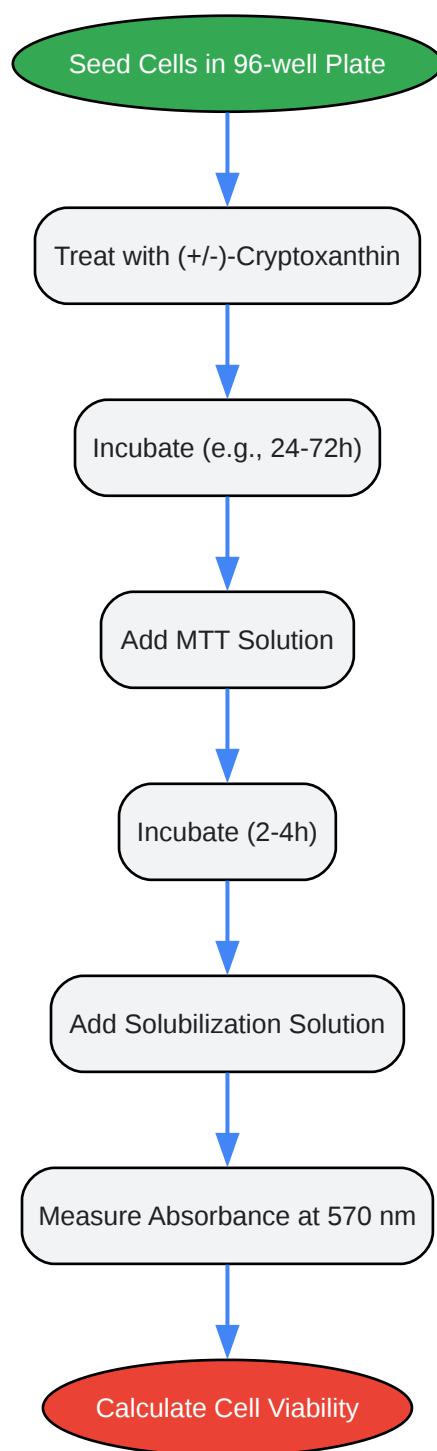 Seed Cells in 96-well Plate
Treat with (+/-)-Cryptoxanthin
Incubate (e.g., 24-72h)
Add MTT Solution
Incubate (2-4h)
Add Solubilization Solution
Measure Absorbance at 570 nm
Calculate Cell Viability